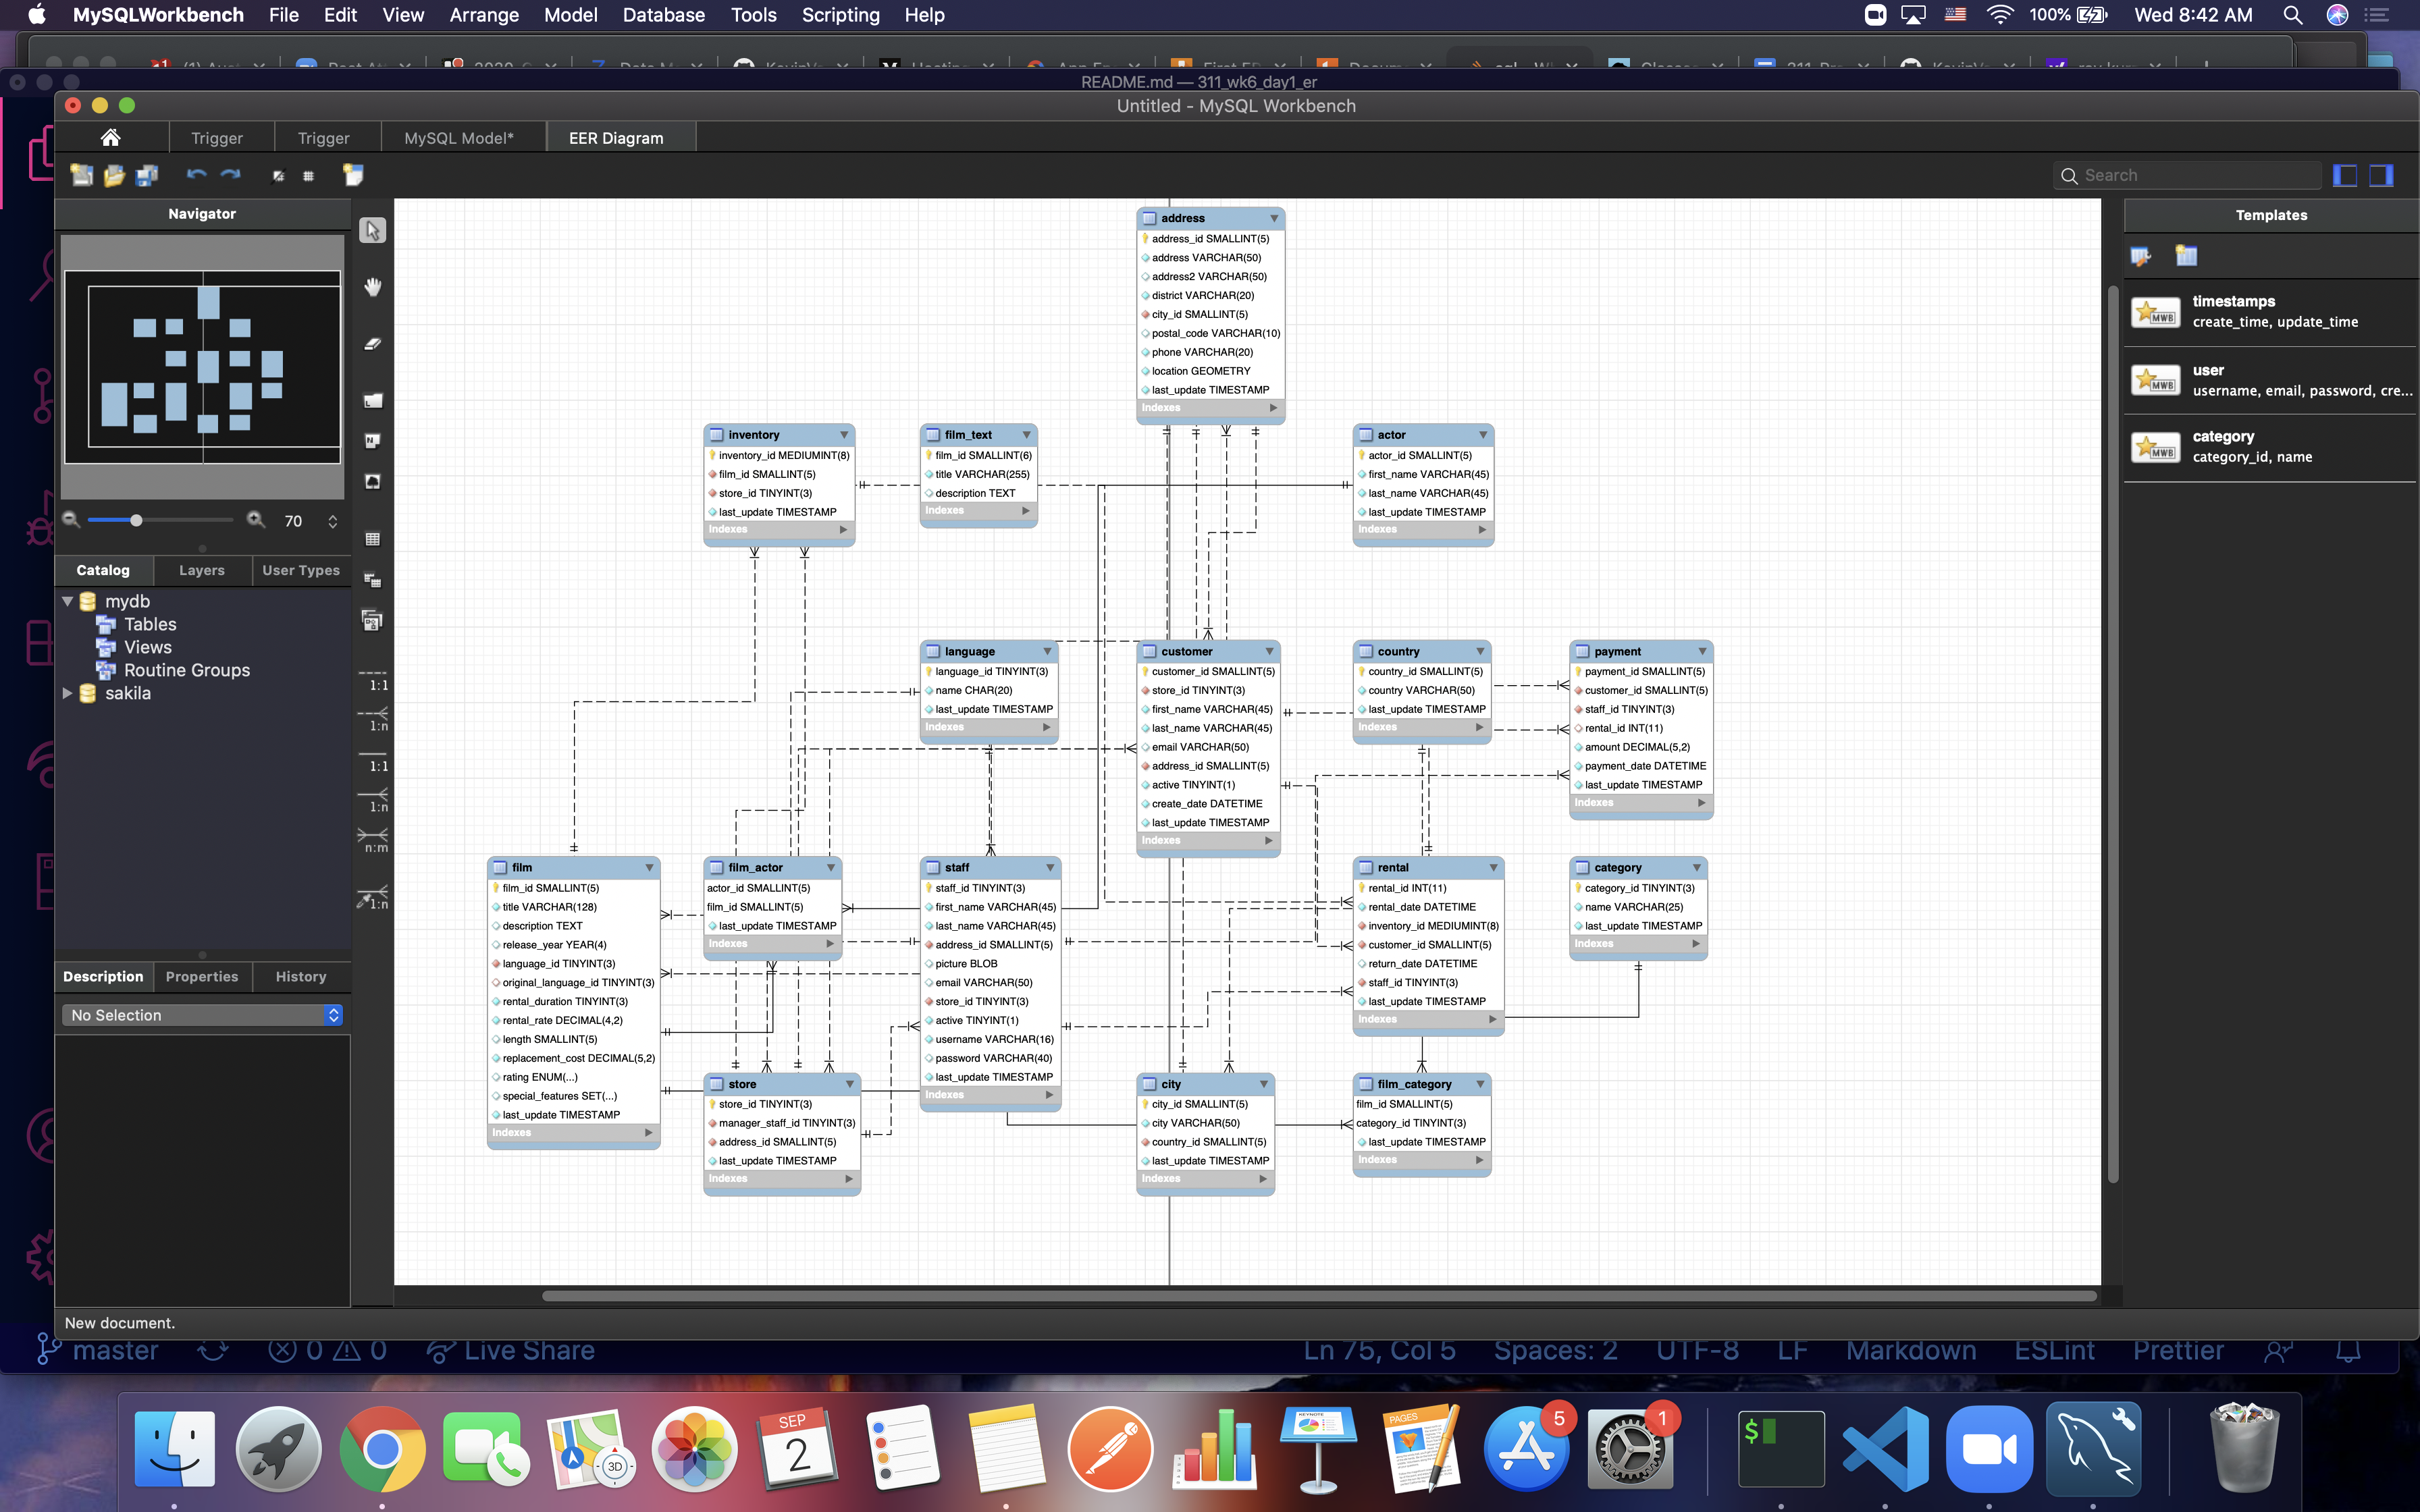 MySQLWorkbench File Edit View Arrange Model Database Tools Scripting Help 100% Wed 8:42 AM
README.md — 311_wk6_day1_er
Untitled - MySQL Workbench
Trigger Trigger MySQL Model* EER Diagram
Search
Navigator
70
Catalog Layers User Types
mydb
Tables
Views
Routine Groups
sakila
Description Properties History
No Selection
1:1
1:n
1:1
1:n
n:m
1:n
address
address_id SMALLINT(5)
address VARCHAR(50)
address2 VARCHAR(50)
district VARCHAR(20)
city_id SMALLINT(5)
postal_code VARCHAR(10)
phone VARCHAR(20)
location GEOMETRY
last_update TIMESTAMP
Indexes
inventory
inventory_id MEDIUMINT(8)
film_id SMALLINT(5)
store_id TINYINT(3)
last_update TIMESTAMP
Indexes
film_text
film_id SMALLINT(6)
title VARCHAR(255)
description TEXT
Indexes
actor
actor_id SMALLINT(5)
first_name VARCHAR(45)
last_name VARCHAR(45)
last_update TIMESTAMP
Indexes
language
language_id TINYINT(3)
name CHAR(20)
last_update TIMESTAMP
Indexes
customer
customer_id SMALLINT(5)
store_id TINYINT(3)
first_name VARCHAR(45)
last_name VARCHAR(45)
email VARCHAR(50)
address_id SMALLINT(5)
active TINYINT(1)
create_date DATETIME
last_update TIMESTAMP
Indexes
country
country_id SMALLINT(5)
country VARCHAR(50)
last_update TIMESTAMP
Indexes
payment
payment_id SMALLINT(5)
customer_id SMALLINT(5)
staff_id TINYINT(3)
rental_id INT(11)
amount DECIMAL(5,2)
payment_date DATETIME
last_update TIMESTAMP
Indexes
film
film_id SMALLINT(5)
title VARCHAR(128)
description TEXT
release_year YEAR(4)
language_id TINYINT(3)
original_language_id TINYINT(3)
rental_duration TINYINT(3)
rental_rate DECIMAL(4,2)
length SMALLINT(5)
replacement_cost DECIMAL(5,2)
rating ENUM(...)
special_features SET(...)
last_update TIMESTAMP
Indexes
film_actor
actor_id SMALLINT(5)
film_id SMALLINT(5)
last_update TIMESTAMP
Indexes
staff
staff_id TINYINT(3)
first_name VARCHAR(45)
last_name VARCHAR(45)
address_id SMALLINT(5)
picture BLOB
email VARCHAR(50)
store_id TINYINT(3)
active TINYINT(1)
username VARCHAR(16)
password VARCHAR(40)
last_update TIMESTAMP
Indexes
rental
rental_id INT(11)
rental_date DATETIME
inventory_id MEDIUMINT(8)
customer_id SMALLINT(5)
return_date DATETIME
staff_id TINYINT(3)
last_update TIMESTAMP
Indexes
category
category_id TINYINT(3)
name VARCHAR(25)
last_update TIMESTAMP
Indexes
store
store_id TINYINT(3)
manager_staff_id TINYINT(3)
address_id SMALLINT(5)
last_update TIMESTAMP
Indexes
city
city_id SMALLINT(5)
city VARCHAR(50)
country_id SMALLINT(5)
last_update TIMESTAMP
Indexes
film_category
film_id SMALLINT(5)
category_id TINYINT(3)
last_update TIMESTAMP
Indexes
Templates
timestamps
create_time, update_time
user
username, email, password, cre...
category
category_id, name
New document.
master 0 0 Live Share Ln 75, Col 5 Spaces: 2 UTF-8 LF Markdown ESLint Prettier
3D
SEP
2
KEYNOTE
PAGES
5
1
$